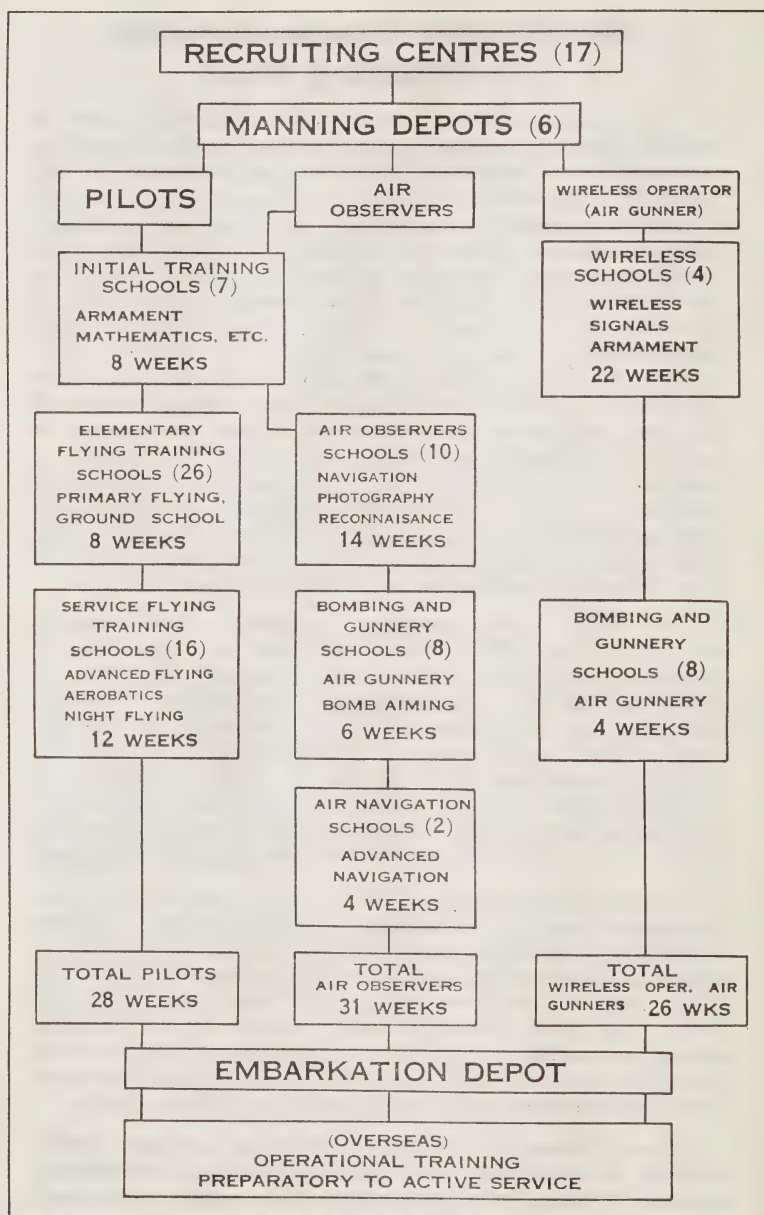 RECRUITING CENTRES (17)
MANNING DEPOTS (6)
PILOTS
AIR
OBSERVERS
WIRELESS OPERATOR
(AIR GUNNER)
INITIAL TRAINING
SCHOOLS (7)
ARMAMENT
MATHEMATICS, ETC.
8 WEEKS
WIRELESS
SCHOOLS (4)
WIRELESS
SIGNALS
ARMAMENT
22 WEEKS
ELEMENTARY
FLYING TRAINING
SCHOOLS (26)
PRIMARY FLYING,
GROUND SCHOOL
8 WEEKS
AIR OBSERVERS
SCHOOLS (10)
NAVIGATION
PHOTOGRAPHY
RECONNAISANCE
14 WEEKS
SERVICE FLYING
TRAINING
SCHOOLS (16)
ADVANCED FLYING
AEROBATICS
NIGHT FLYING
12 WEEKS
BOMBING AND
GUNNERY
SCHOOLS (8)
AIR GUNNERY
BOMB AIMING
6 WEEKS
BOMBING AND
GUNNERY
SCHOOLS (8)
AIR GUNNERY
4 WEEKS
AIR NAVIGATION
SCHOOLS (2)
ADVANCED
NAVIGATION
4 WEEKS
TOTAL PILOTS
28 WEEKS
TOTAL
AIR OBSERVERS
31 WEEKS
TOTAL
WIRELESS OPER. AIR
GUNNERS 26 WKS
EMBARKATION DEPOT
(OVERSEAS)
OPERATIONAL TRAINING
PREPARATORY TO ACTIVE SERVICE